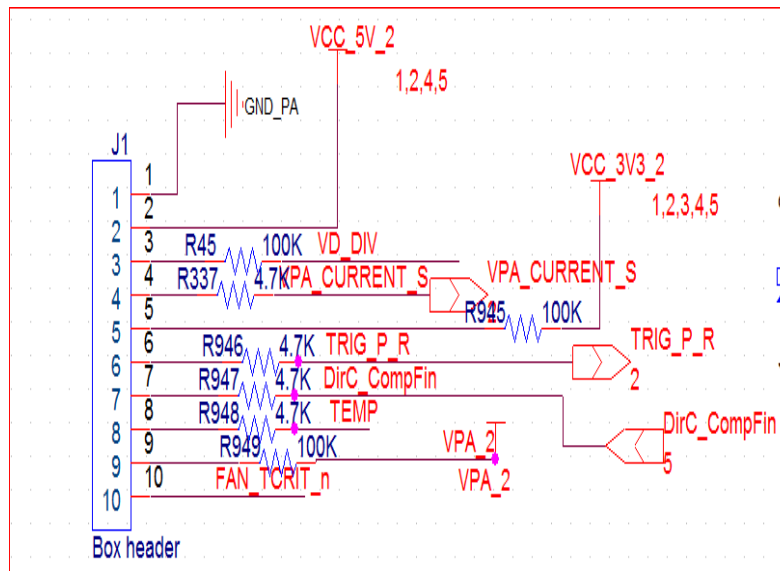 VCC_5V_2
1,2,4,5
GND_PA
J1
VCC_3V3_2
1,2,3,4,5
1
1
2
2
3
R45
100K
VD_DIV
3
4
R337
4.7K
VPA_CURRENT_S
VPA_CURRENT_S
4
5
R945
100K
5
6
R946
4.7K
TRIG_P_R
TRIG_P_R
6
2
7
R947
4.7K
DirC_CompFin
7
8
R948
4.7K
TEMP
DirC_CompFin
8
9
R949
100K
VPA_2
5
9
10
FAN_TCRIT_n
VPA_2
10
Box header